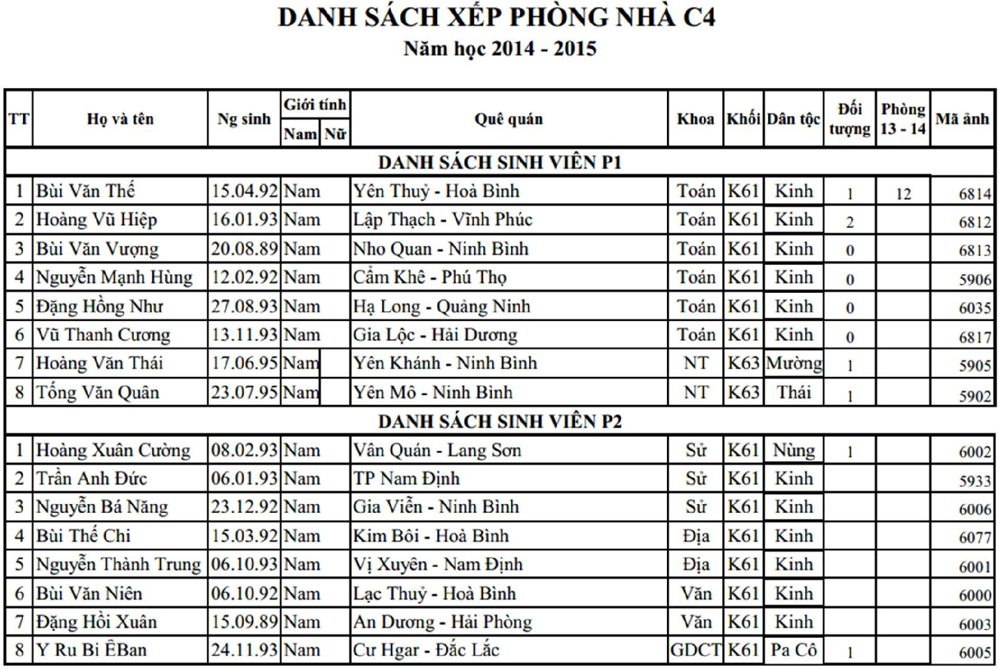 DANH SÁCH XẾP PHÒNG NHÀ C4
Năm học 2014 - 2015
TT Họ và tên Ng sinh Giới tính Nam Nữ Quê quán Khoa Khối Dân tộc Đối tượng Phòng 13 - 14 Mã ảnh
DANH SÁCH SINH VIÊN P1
1 Bùi Văn Thế 15.04.92 Nam Yên Thuỷ - Hoà Bình Toán K61 Kinh 1 12 6814
2 Hoàng Vũ Hiệp 16.01.93 Nam Lập Thạch - Vĩnh Phúc Toán K61 Kinh 2 6812
3 Bùi Văn Vượng 20.08.89 Nam Nho Quan - Ninh Bình Toán K61 Kinh 0 6813
4 Nguyễn Mạnh Hùng 12.02.92 Nam Cẩm Khê - Phú Thọ Toán K61 Kinh 0 5906
5 Đặng Hồng Như 27.08.93 Nam Hạ Long - Quảng Ninh Toán K61 Kinh 0 6035
6 Vũ Thanh Cương 13.11.93 Nam Gia Lộc - Hải Dương Toán K61 Kinh 0 6817
7 Hoàng Văn Thái 17.06.95 Nam Yên Khánh - Ninh Bình NT K63 Mường 1 5905
8 Tống Văn Quân 23.07.95 Nam Yên Mô - Ninh Bình NT K63 Thái 1 5902
DANH SÁCH SINH VIÊN P2
1 Hoàng Xuân Cường 08.02.93 Nam Vân Quán - Lang Sơn Sử K61 Nùng 1 6002
2 Trần Anh Đức 06.01.93 Nam TP Nam Định Sử K61 Kinh 5933
3 Nguyễn Bá Năng 23.12.92 Nam Gia Viễn - Ninh Bình Sử K61 Kinh 6006
4 Bùi Thế Chi 15.03.92 Nam Kim Bôi - Hoà Bình Địa K61 Kinh 6077
5 Nguyễn Thành Trung 06.10.93 Nam Vị Xuyên - Nam Định Địa K61 Kinh 6001
6 Bùi Văn Niên 06.10.92 Nam Lạc Thuỷ - Hoà Bình Văn K61 Kinh 6000
7 Đặng Hồi Xuân 15.09.89 Nam An Dương - Hải Phòng Văn K61 Kinh 6003
8 Y Ru Bi ÊBan 24.11.93 Nam Cư Hgar - Đắc Lắc GDCT K61 Pa Cô 1 6005